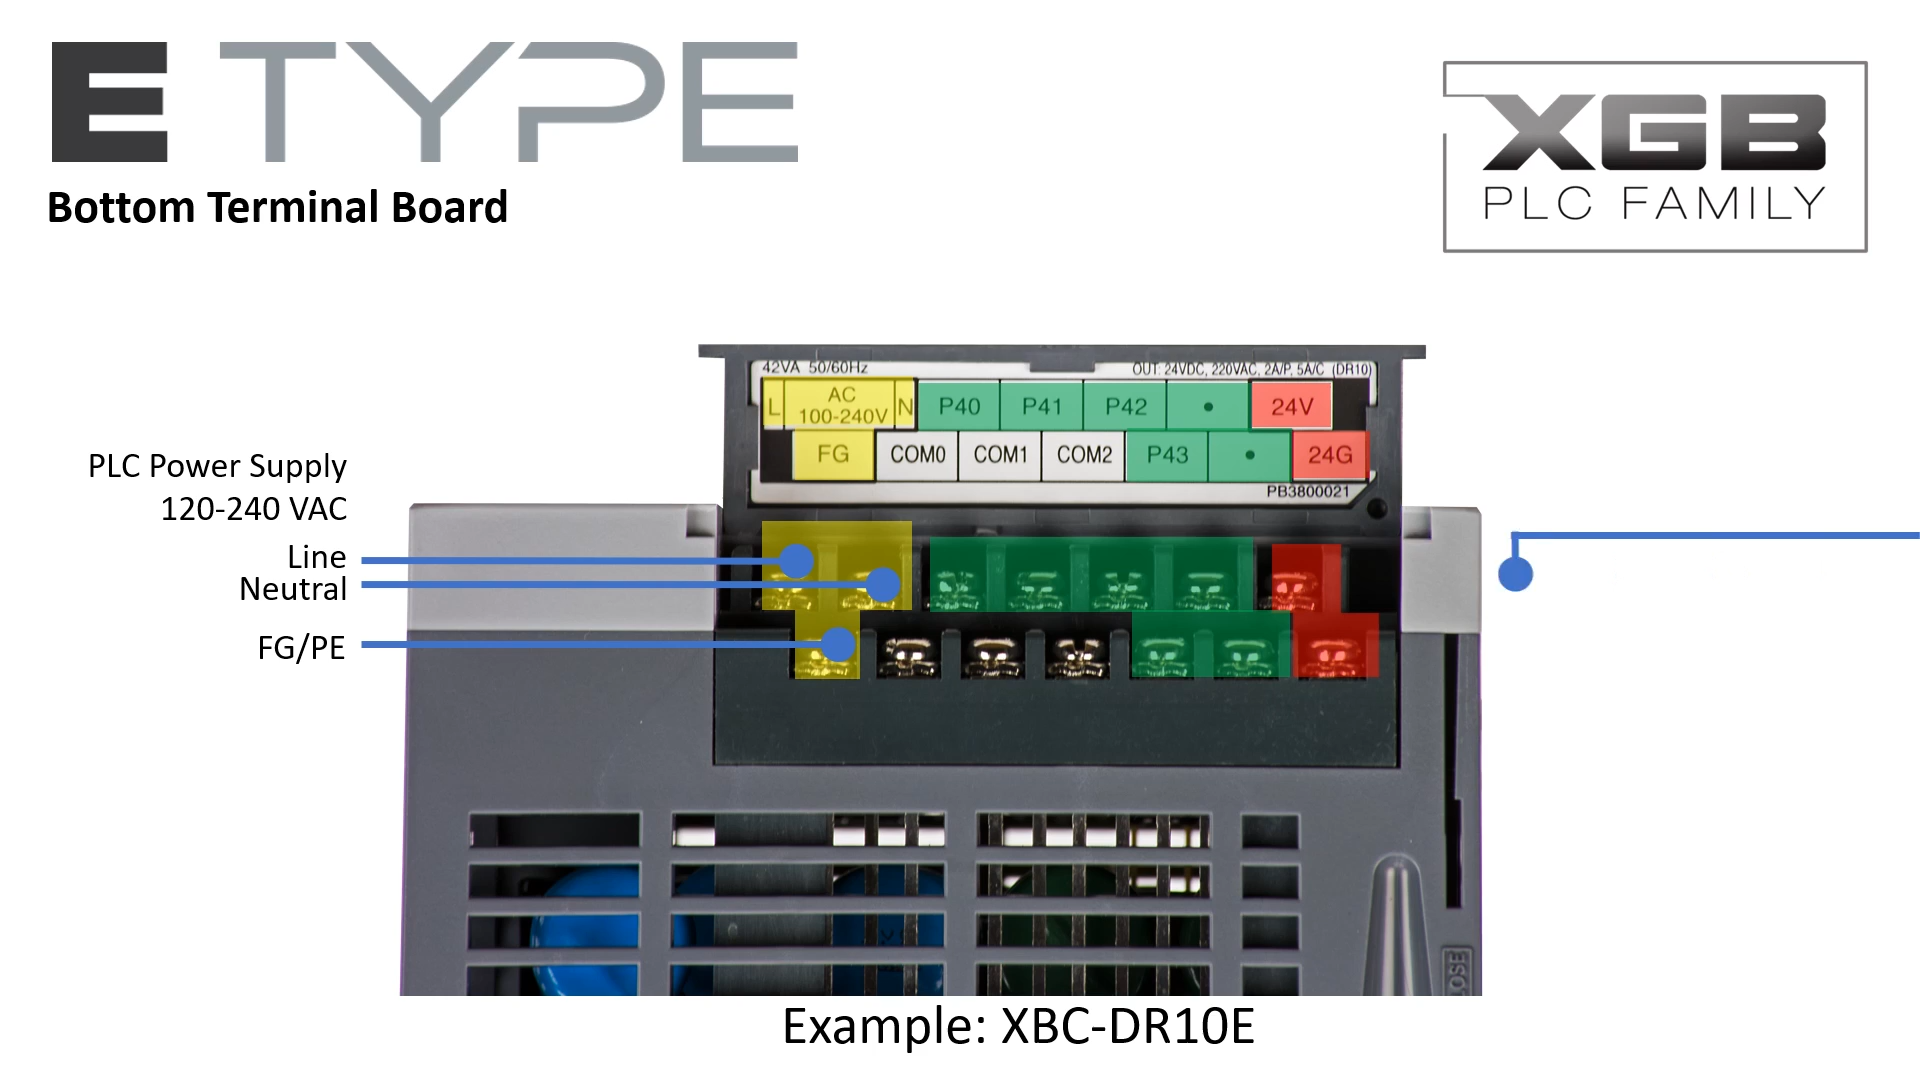 E TYPE
Bottom Terminal Board
XGB
PLC FAMILY
42VA 50/60Hz
OUT: 24VDC, 220VAC, 2A/P, 5A/C (DR10)
L AC 100-240V N P40 P41 P42 • 24V
FG COM0 COM1 COM2 P43 • 24G
PB3800021
PLC Power Supply
120-240 VAC
Line
Neutral
FG/PE
Example: XBC-DR10E